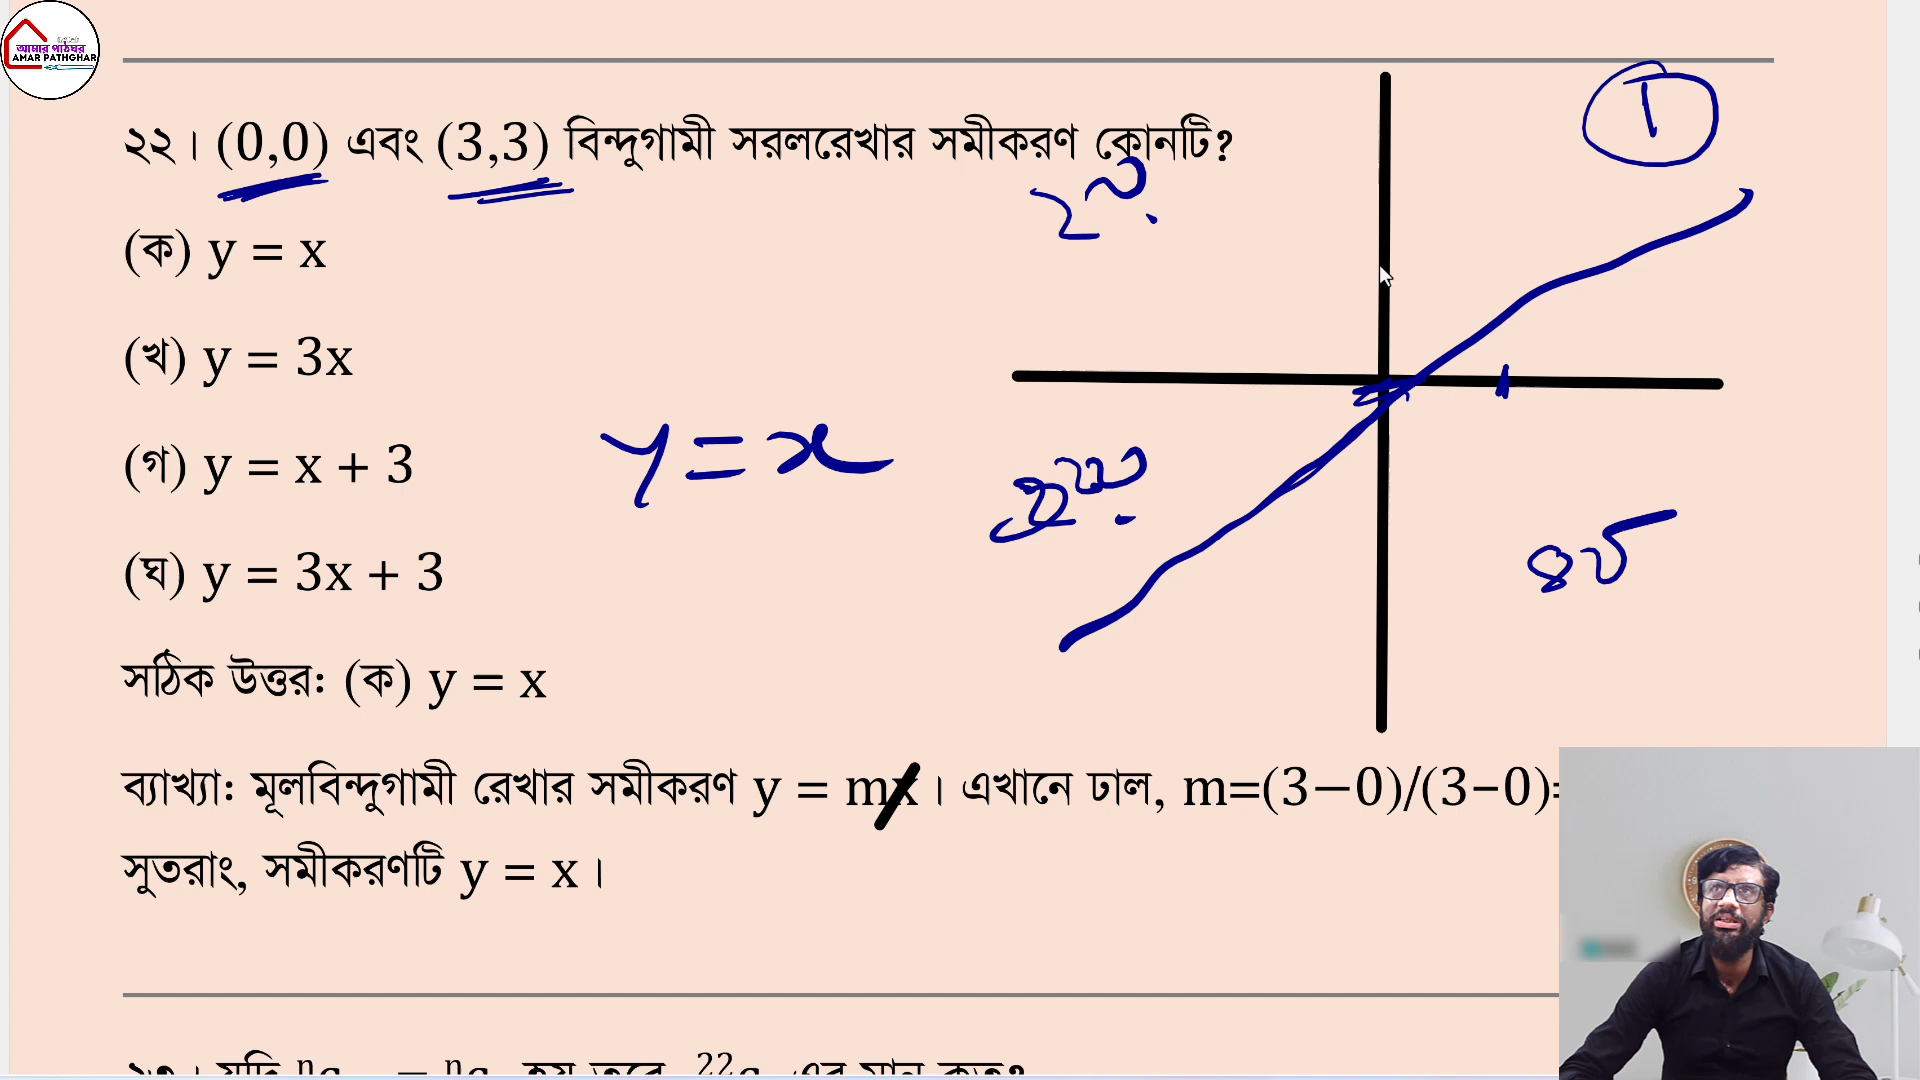 আমার পাঠঘর
AMAR PATHGHAR
২২। (0,0) এবং (3,3) বিন্দুগামী সরলরেখার সমীকরণ কোনটি?
(ক) y = x
(খ) y = 3x
(গ) y = x + 3
(ঘ) y = 3x + 3
y = x
সঠিক উত্তরঃ (ক) y = x
ব্যাখ্যাঃ মূলবিন্দুগামী রেখার সমীকরণ y = mx। এখানে ঢাল, m=(3−0)/(3−0)=
সুতরাং, সমীকরণটি y = x।